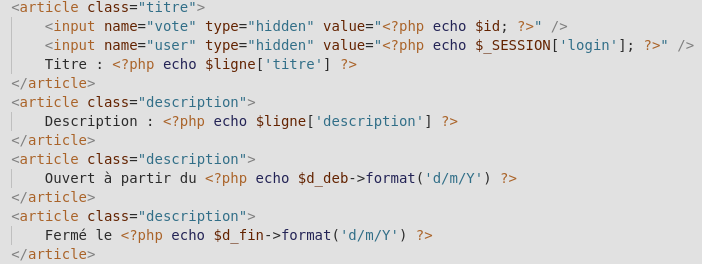 <article class="titre">
<input name="vote" type="hidden" value="<?php echo $id; ?>" />
<input name="user" type="hidden" value="<?php echo $_SESSION['login']; ?>" />
Titre : <?php echo $ligne['titre'] ?>
</article>
<article class="description">
Description : <?php echo $ligne['description'] ?>
</article>
<article class="description">
Ouvert à partir du <?php echo $d_deb->format('d/m/Y') ?>
</article>
<article class="description">
Fermé le <?php echo $d_fin->format('d/m/Y') ?>
</article>